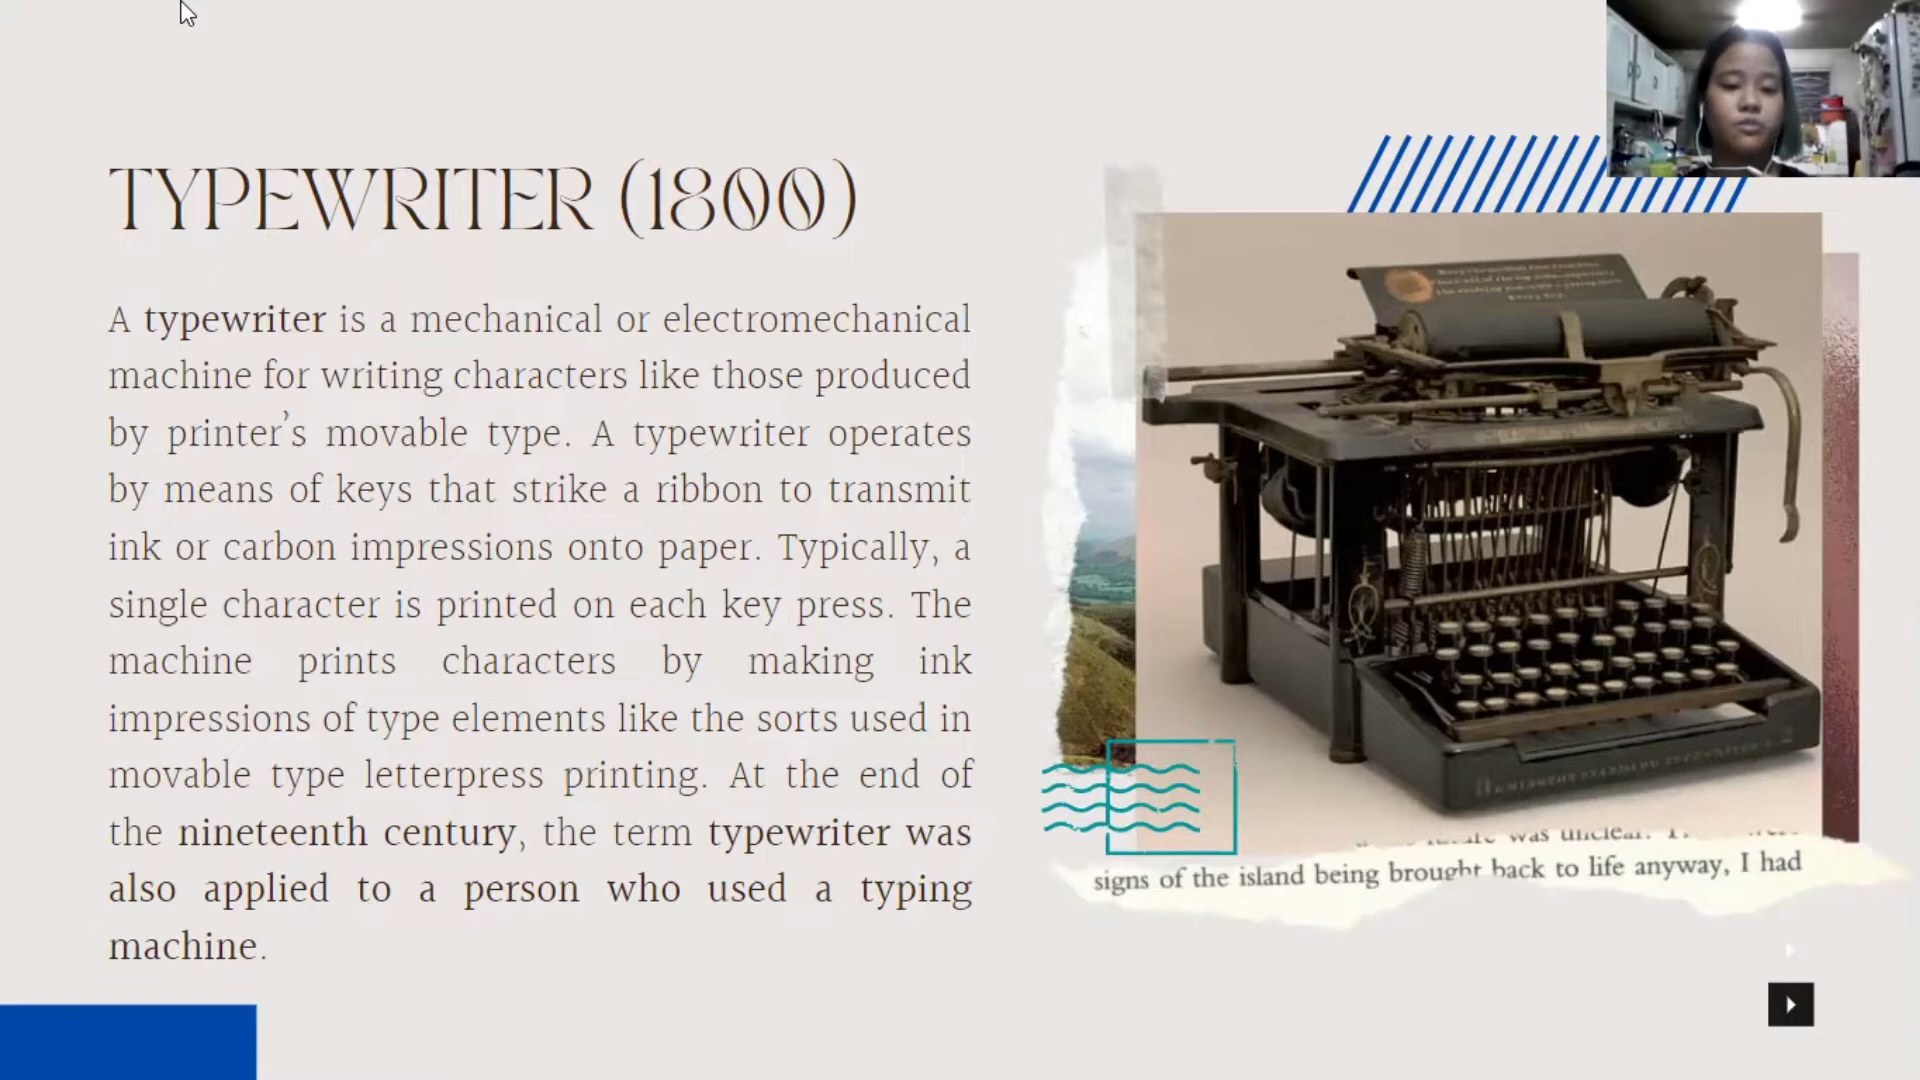 TYPEWRITER (1800)
A typewriter is a mechanical or electromechanical
machine for writing characters like those produced
by printer's movable type. A typewriter operates
by means of keys that strike a ribbon to transmit
ink or carbon impressions onto paper. Typically, a
single character is printed on each key press. The
machine prints characters by making ink
impressions of type elements like the sorts used in
movable type letterpress printing. At the end of
the nineteenth century, the term typewriter was
also applied to a person who used a typing
machine.
was unclear.
signs of the island being brought back to life anyway, I had